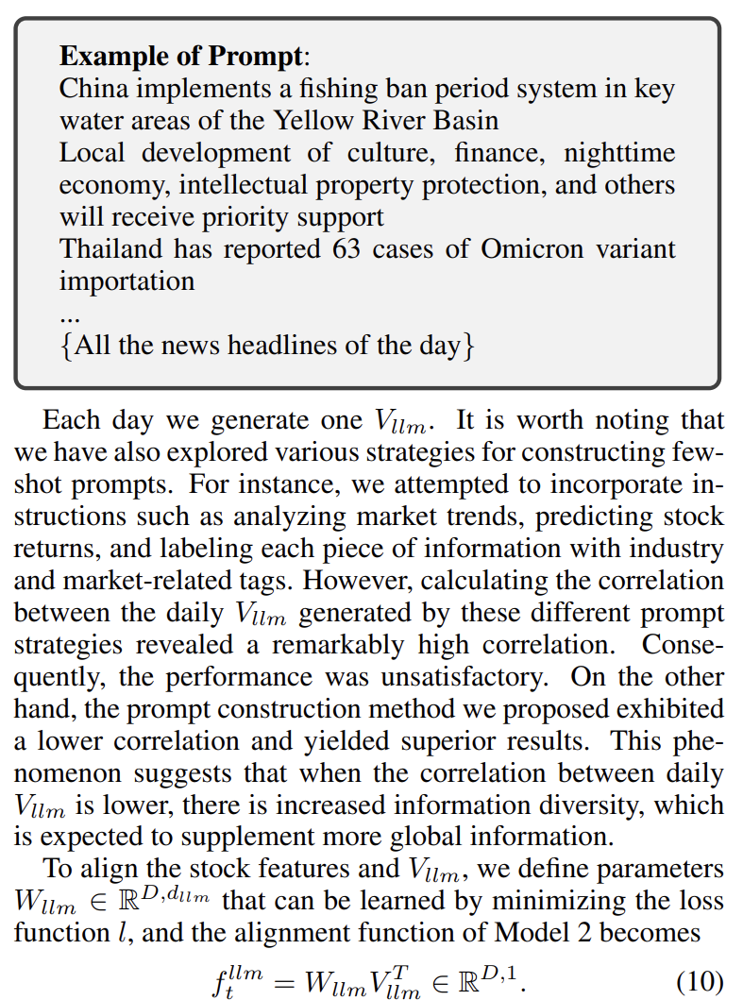 Example of Prompt:
China implements a fishing ban period system in key
water areas of the Yellow River Basin
Local development of culture, finance, nighttime
economy, intellectual property protection, and others
will receive priority support
Thailand has reported 63 cases of Omicron variant
importation
...
{All the news headlines of the day}
Each day we generate one V_{llm}. It is worth noting that
we have also explored various strategies for constructing few-
shot prompts. For instance, we attempted to incorporate in-
structions such as analyzing market trends, predicting stock
returns, and labeling each piece of information with industry
and market-related tags. However, calculating the correlation
between the daily V_{llm} generated by these different prompt
strategies revealed a remarkably high correlation. Conse-
quently, the performance was unsatisfactory. On the other
hand, the prompt construction method we proposed exhibited
a lower correlation and yielded superior results. This phe-
nomenon suggests that when the correlation between daily
V_{llm} is lower, there is increased information diversity, which
is expected to supplement more global information.
To align the stock features and V_{llm}, we define parameters
W_{llm} ∈ ℝ^{D,d_{llm}} that can be learned by minimizing the loss
function l, and the alignment function of Model 2 becomes
f_t^{llm} = W_{llm}V_{llm}^T ∈ ℝ^{D,1}. (10)